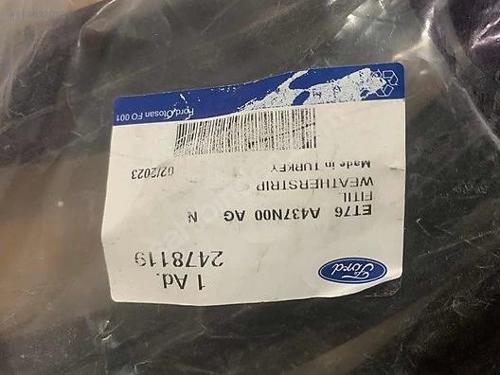 Ford Otosan FO 001
1 Ad.
2478119
ET76 A437N00 AG N
FITIL
WEATHERSTRIP
Made in TURKEY
02/2023
Ford